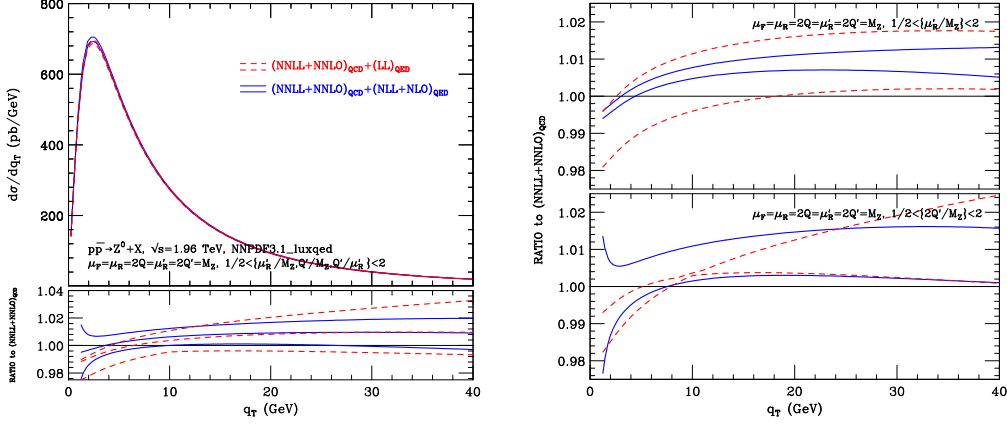 800
600
400
200
0
dσ/dq_T (pb/GeV)
(NNLL+NNLO)_QCD+(LL)_QED
(NNLL+NNLO)_QCD+(NLL+NLO)_QED
pp̄→Z⁰+X, √s=1.96 TeV, NNPDF3.1_luxqed
μ_F=μ_R=2Q=μ'_R=2Q'=M_Z, 1/2<{μ'_R/M_Z,Q'/M_Z,Q'/μ'_R}<2
RATIO to (NNLL+NNLO)_QCD
1.04
1.02
1.00
0.98
0 10 20 30 40
q_T (GeV)
RATIO to (NNLL+NNLO)_QCD
μ_F=μ_R=2Q=μ'_R=2Q'=M_Z, 1/2<{μ'_R/M_Z}<2
1.02
1.01
1.00
0.99
0.98
μ_F=μ_R=2Q=μ'_R=2Q'=M_Z, 1/2<{2Q'/M_Z}<2
1.02
1.01
1.00
0.99
0.98
0 10 20 30 40
q_T (GeV)